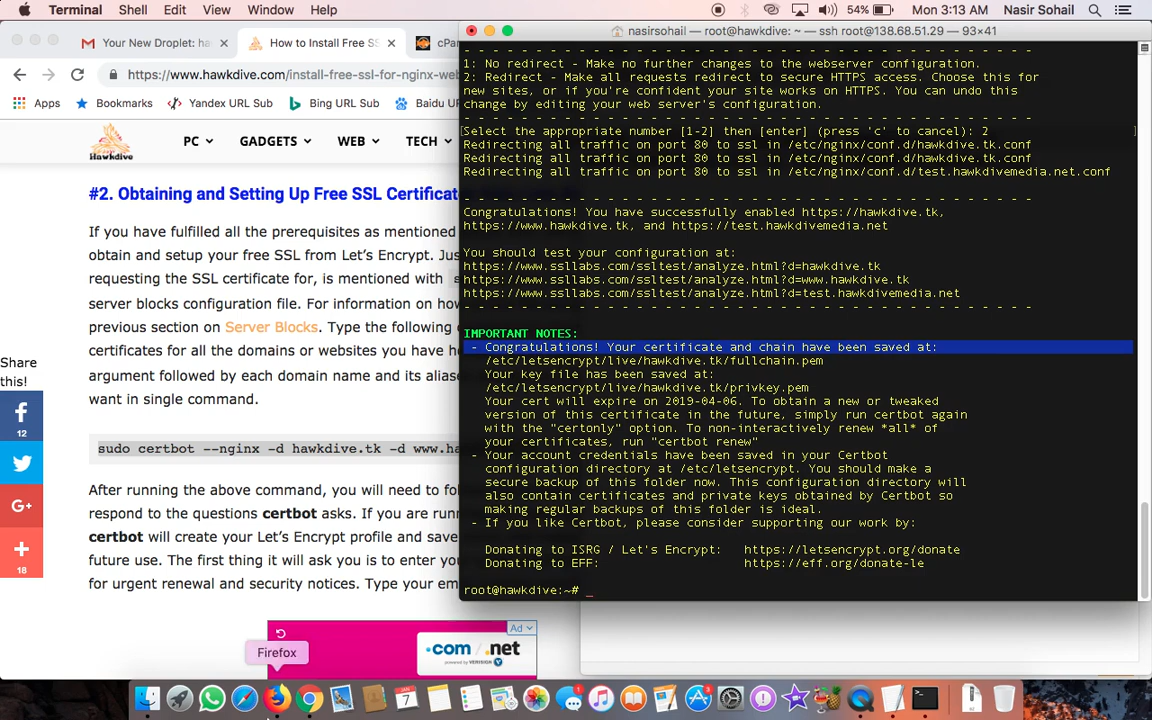 Terminal Shell Edit View Window Help 54% Mon 3:13 AM Nasir Sohail
Your New Droplet: ha
How to Install Free SS
cPan
https://www.hawkdive.com/install-free-ssl-for-nginx-web
Apps Bookmarks Yandex URL Sub Bing URL Sub Baidu U
Hawkdive
PC GADGETS WEB TECH
#2. Obtaining and Setting Up Free SSL Certificat
If you have fulfilled all the prerequisites as mentioned
obtain and setup your free SSL from Let's Encrypt. Jus
requesting the SSL certificate for, is mentioned with s
server blocks configuration file. For information on how
previous section on Server Blocks. Type the following
certificates for all the domains or websites you have he
argument followed by each domain name and its aliase
want in single command.
sudo certbot --nginx -d hawkdive.tk -d www.ha
After running the above command, you will need to fo
respond to the questions certbot asks. If you are runn
certbot will create your Let's Encrypt profile and save
future use. The first thing it will ask you is to enter you
for urgent renewal and security notices. Type your em
Share
this!
12
18
Ad
.com/.net
powered by VERISIGN
Firefox
nasirsohail — root@hawkdive: ~ — ssh root@138.68.51.29 — 93×41
- - - - - - - - - - - - - - - - - - - - - - - - - - - - - - - - - - - - - - - -
1: No redirect - Make no further changes to the webserver configuration.
2: Redirect - Make all requests redirect to secure HTTPS access. Choose this for
new sites, or if you're confident your site works on HTTPS. You can undo this
change by editing your web server's configuration.
- - - - - - - - - - - - - - - - - - - - - - - - - - - - - - - - - - - - - - - -
[Select the appropriate number [1-2] then [enter] (press 'c' to cancel): 2 ]
Redirecting all traffic on port 80 to ssl in /etc/nginx/conf.d/hawkdive.tk.conf
Redirecting all traffic on port 80 to ssl in /etc/nginx/conf.d/hawkdive.tk.conf
Redirecting all traffic on port 80 to ssl in /etc/nginx/conf.d/test.hawkdivemedia.net.conf
- - - - - - - - - - - - - - - - - - - - - - - - - - - - - - - - - - - - - - - -
Congratulations! You have successfully enabled https://hawkdive.tk,
https://www.hawkdive.tk, and https://test.hawkdivemedia.net
You should test your configuration at:
https://www.ssllabs.com/ssltest/analyze.html?d=hawkdive.tk
https://www.ssllabs.com/ssltest/analyze.html?d=www.hawkdive.tk
https://www.ssllabs.com/ssltest/analyze.html?d=test.hawkdivemedia.net
- - - - - - - - - - - - - - - - - - - - - - - - - - - - - - - - - - - - - - - -
IMPORTANT NOTES:
- Congratulations! Your certificate and chain have been saved at:
/etc/letsencrypt/live/hawkdive.tk/fullchain.pem
Your key file has been saved at:
/etc/letsencrypt/live/hawkdive.tk/privkey.pem
Your cert will expire on 2019-04-06. To obtain a new or tweaked
version of this certificate in the future, simply run certbot again
with the "certonly" option. To non-interactively renew *all* of
your certificates, run "certbot renew"
- Your account credentials have been saved in your Certbot
configuration directory at /etc/letsencrypt. You should make a
secure backup of this folder now. This configuration directory will
also contain certificates and private keys obtained by Certbot so
making regular backups of this folder is ideal.
- If you like Certbot, please consider supporting our work by:
Donating to ISRG / Let's Encrypt: https://letsencrypt.org/donate
Donating to EFF: https://eff.org/donate-le
root@hawkdive:~# _
7